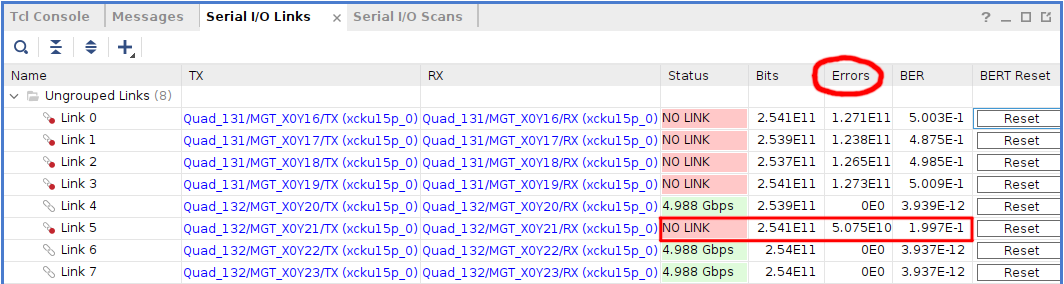 Tcl Console Messages Serial I/O Links × Serial I/O Scans ?
Name TX RX Status Bits Errors BER BERT Reset
Ungrouped Links (8)
Link 0 Quad_131/MGT_X0Y16/TX (xcku15p_0) Quad_131/MGT_X0Y16/RX (xcku15p_0) NO LINK 2.541E11 1.271E11 5.003E-1 Reset
Link 1 Quad_131/MGT_X0Y17/TX (xcku15p_0) Quad_131/MGT_X0Y17/RX (xcku15p_0) NO LINK 2.539E11 1.238E11 4.875E-1 Reset
Link 2 Quad_131/MGT_X0Y18/TX (xcku15p_0) Quad_131/MGT_X0Y18/RX (xcku15p_0) NO LINK 2.537E11 1.265E11 4.985E-1 Reset
Link 3 Quad_131/MGT_X0Y19/TX (xcku15p_0) Quad_131/MGT_X0Y19/RX (xcku15p_0) NO LINK 2.541E11 1.273E11 5.009E-1 Reset
Link 4 Quad_132/MGT_X0Y20/TX (xcku15p_0) Quad_132/MGT_X0Y20/RX (xcku15p_0) 4.988 Gbps 2.539E11 0E0 3.939E-12 Reset
Link 5 Quad_132/MGT_X0Y21/TX (xcku15p_0) Quad_132/MGT_X0Y21/RX (xcku15p_0) NO LINK 2.541E11 5.075E10 1.997E-1 Reset
Link 6 Quad_132/MGT_X0Y22/TX (xcku15p_0) Quad_132/MGT_X0Y22/RX (xcku15p_0) 4.988 Gbps 2.54E11 0E0 3.937E-12 Reset
Link 7 Quad_132/MGT_X0Y23/TX (xcku15p_0) Quad_132/MGT_X0Y23/RX (xcku15p_0) 4.988 Gbps 2.54E11 0E0 3.937E-12 Reset